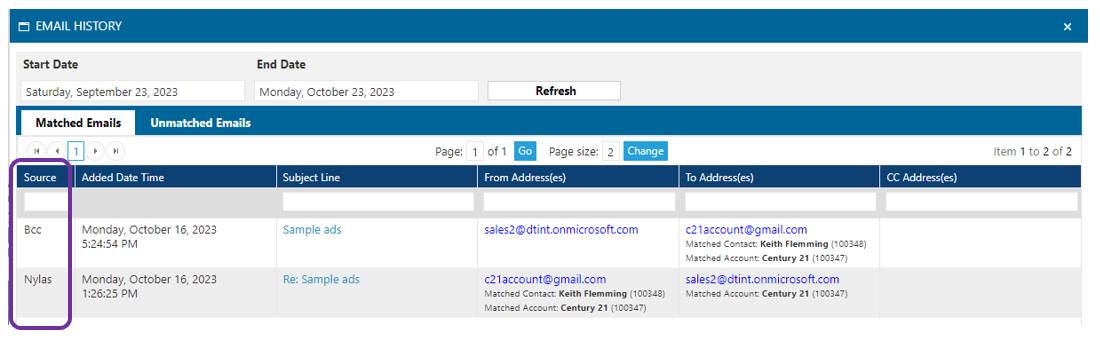 EMAIL HISTORY
Start Date End Date
Saturday, September 23, 2023 Monday, October 23, 2023 Refresh
Matched Emails Unmatched Emails
1 Page: 1 of 1 Go Page size: 2 Change Item 1 to 2 of 2
Source Added Date Time Subject Line From Address(es) To Address(es) CC Address(es)
Bcc Monday, October 16, 2023 Sample ads sales2@dtint.onmicrosoft.com c21account@gmail.com
5:24:54 PM Matched Contact: Keith Flemming (100348)
Matched Account: Century 21 (100347)
Nylas Monday, October 16, 2023 Re: Sample ads c21account@gmail.com sales2@dtint.onmicrosoft.com
1:26:25 PM Matched Contact: Keith Flemming (100348) Matched Account: Century 21 (100347)
Matched Account: Century 21 (100347)